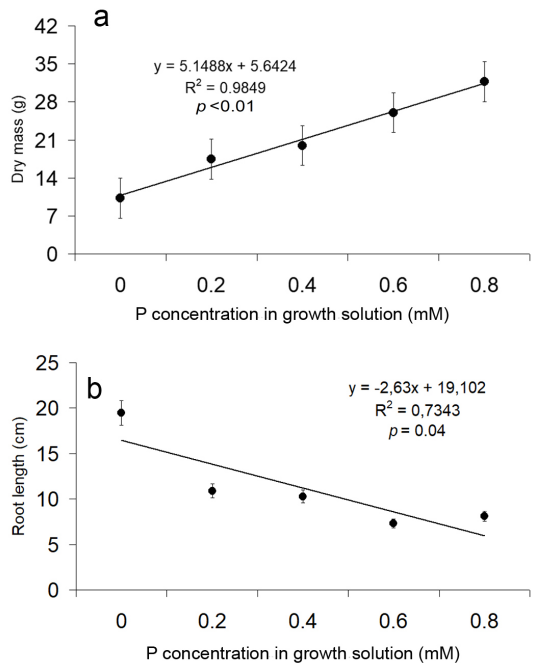 a
42
35
28
21
14
7
0
Dry mass (g)
y = 5.1488x + 5.6424
R² = 0.9849
p <0.01
0 0.2 0.4 0.6 0.8
P concentration in growth solution (mM)
b
25
20
15
10
5
0
Root length (cm)
y = -2,63x + 19,102
R² = 0,7343
p = 0.04
0 0.2 0.4 0.6 0.8
P concentration in growth solution (mM)